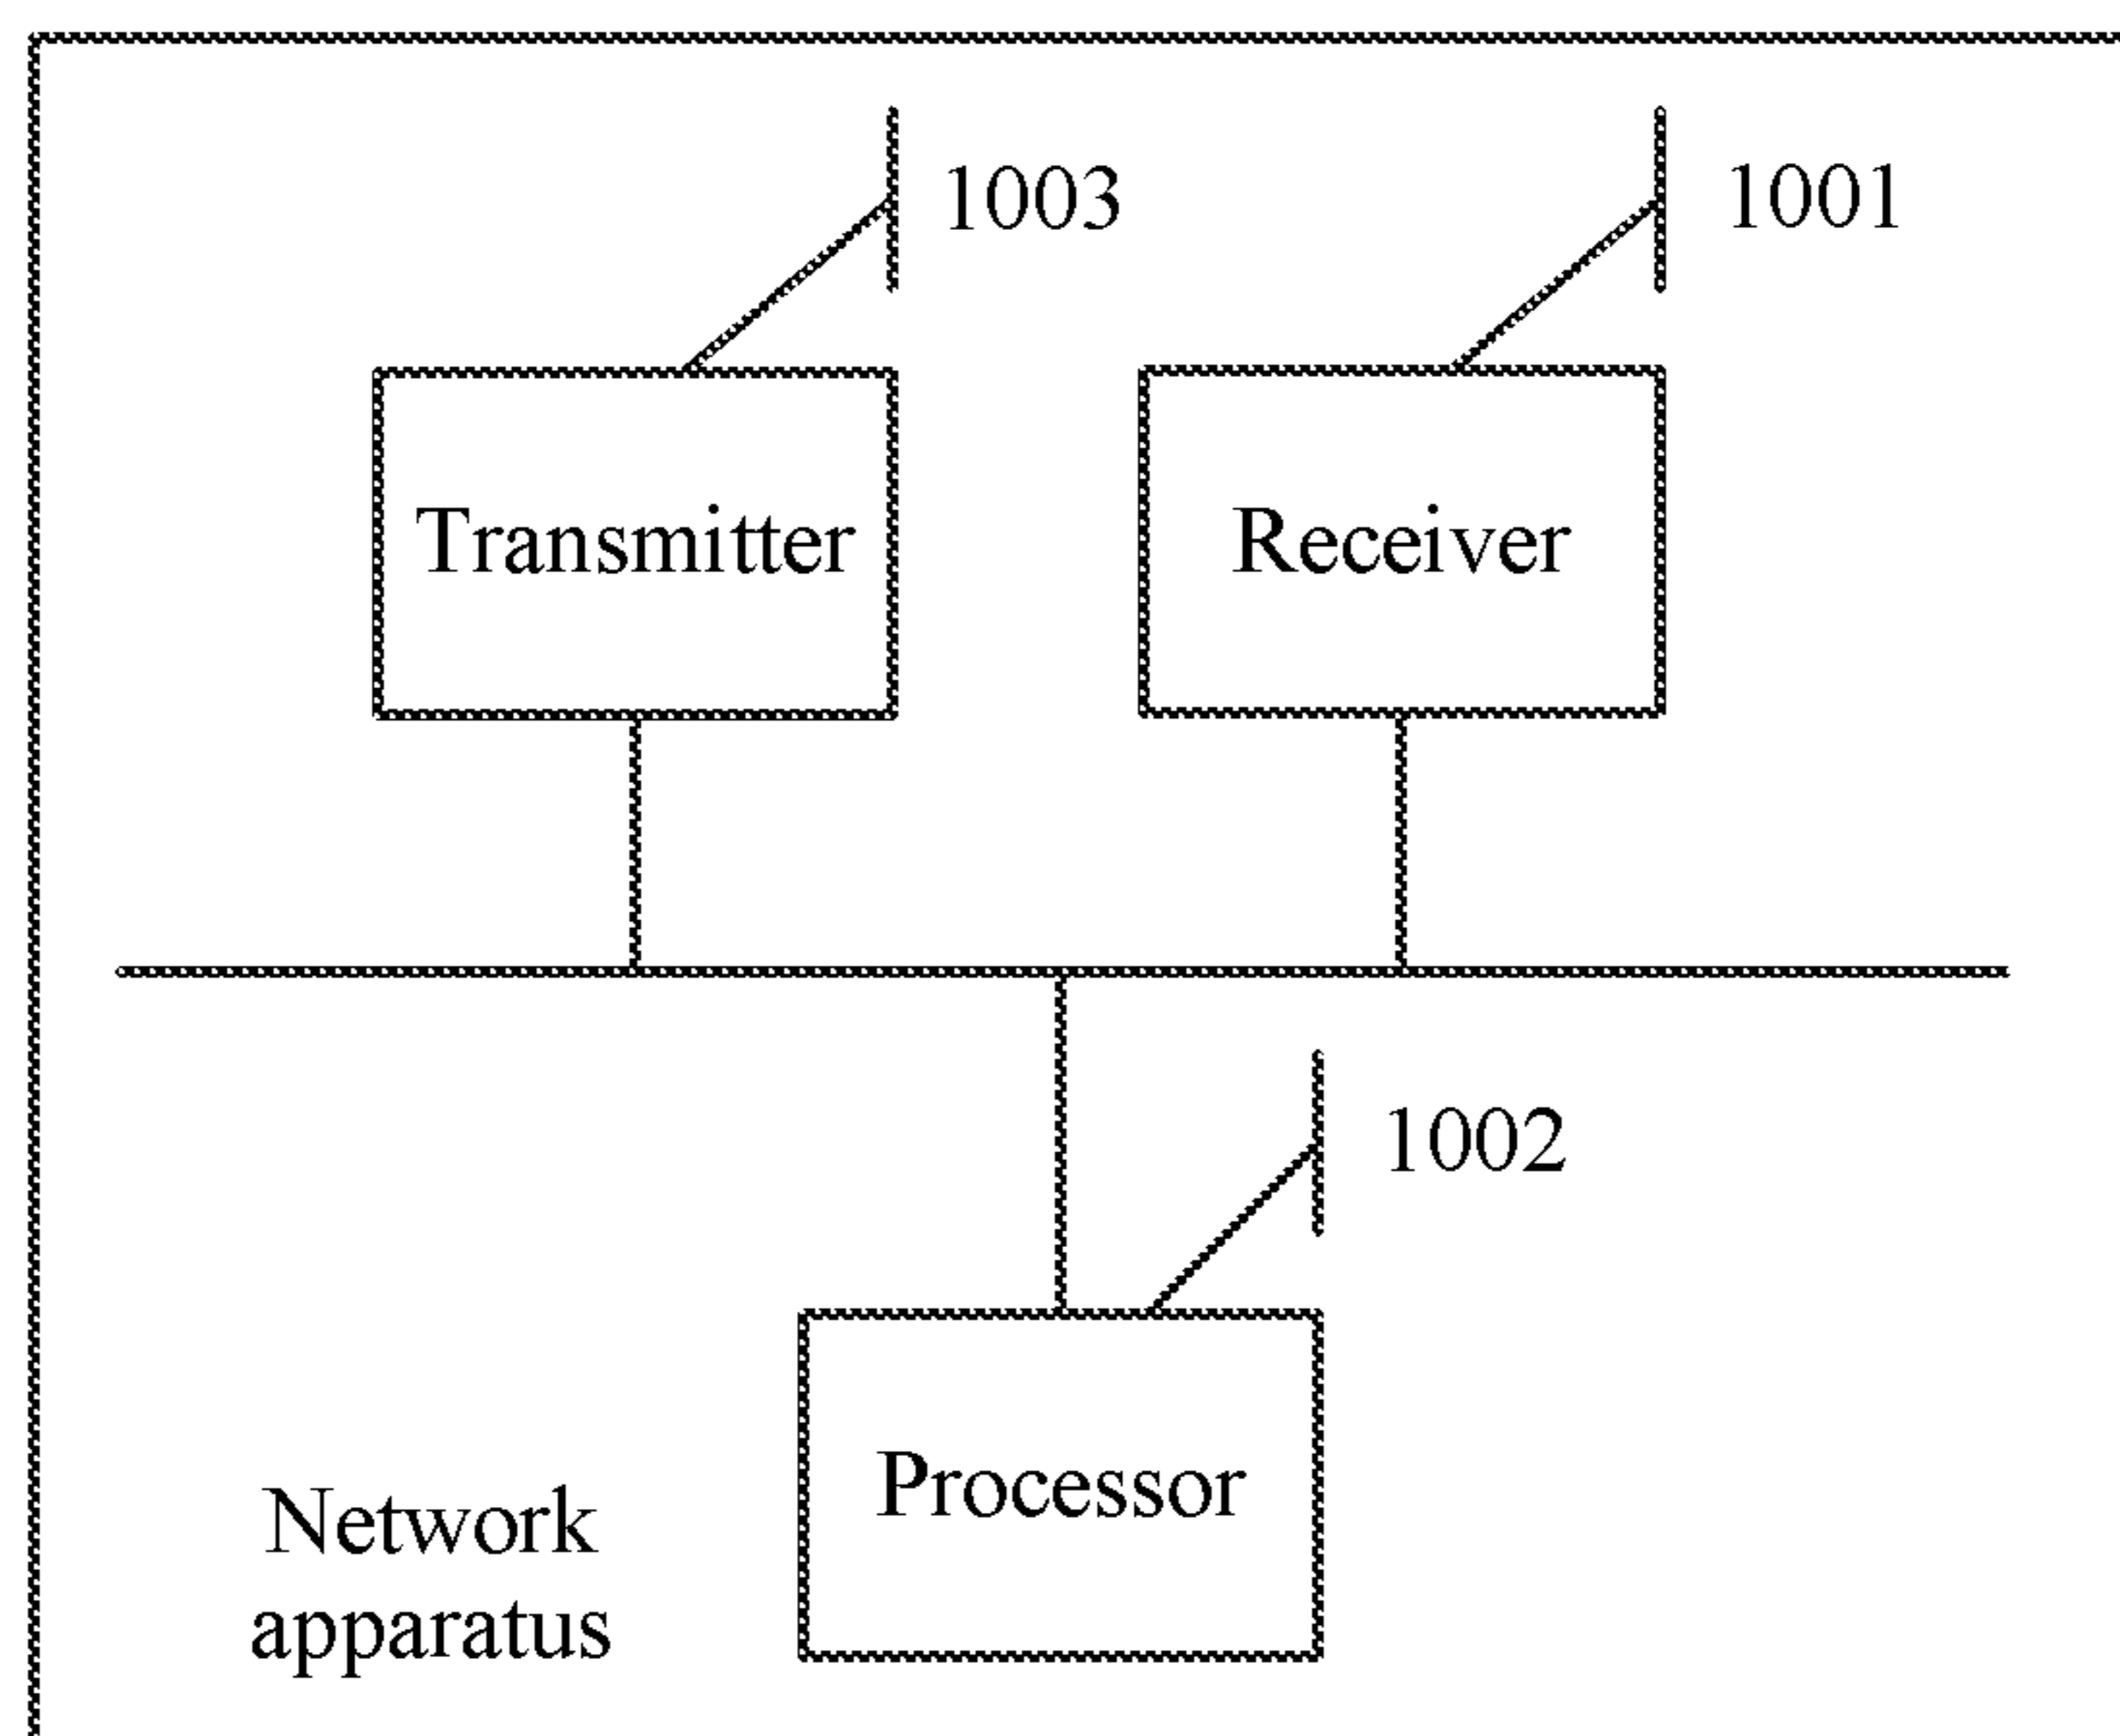 1003
1001
Transmitter
Receiver
1002
Processor
Network
apparatus